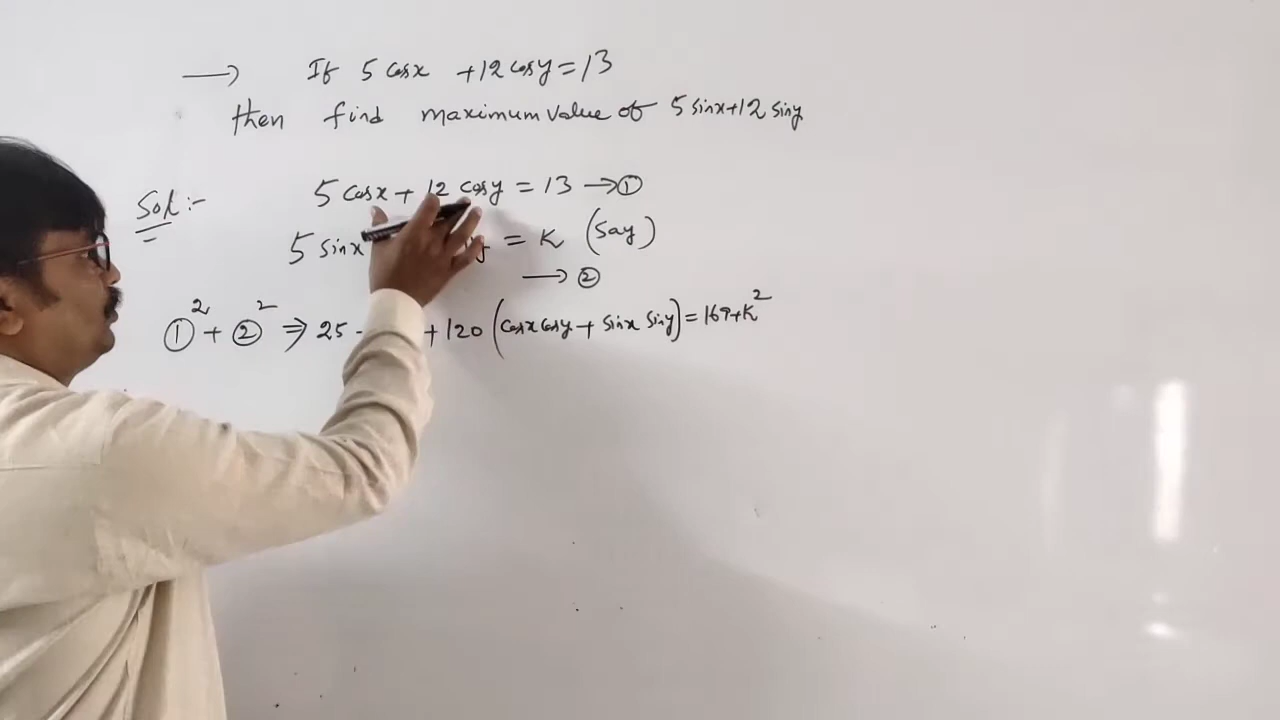 → If 5 cosx + 12 cosy = 13
then find maximum value of 5 sinx + 12 siny
Sol :- 5 cosx + 12 cosy = 13 → ①
5 sinx = K (Say)
→ ②
①² + ②² ⇒ 25 + 120 (cosx cosy + sinx siny) = 169 + K²